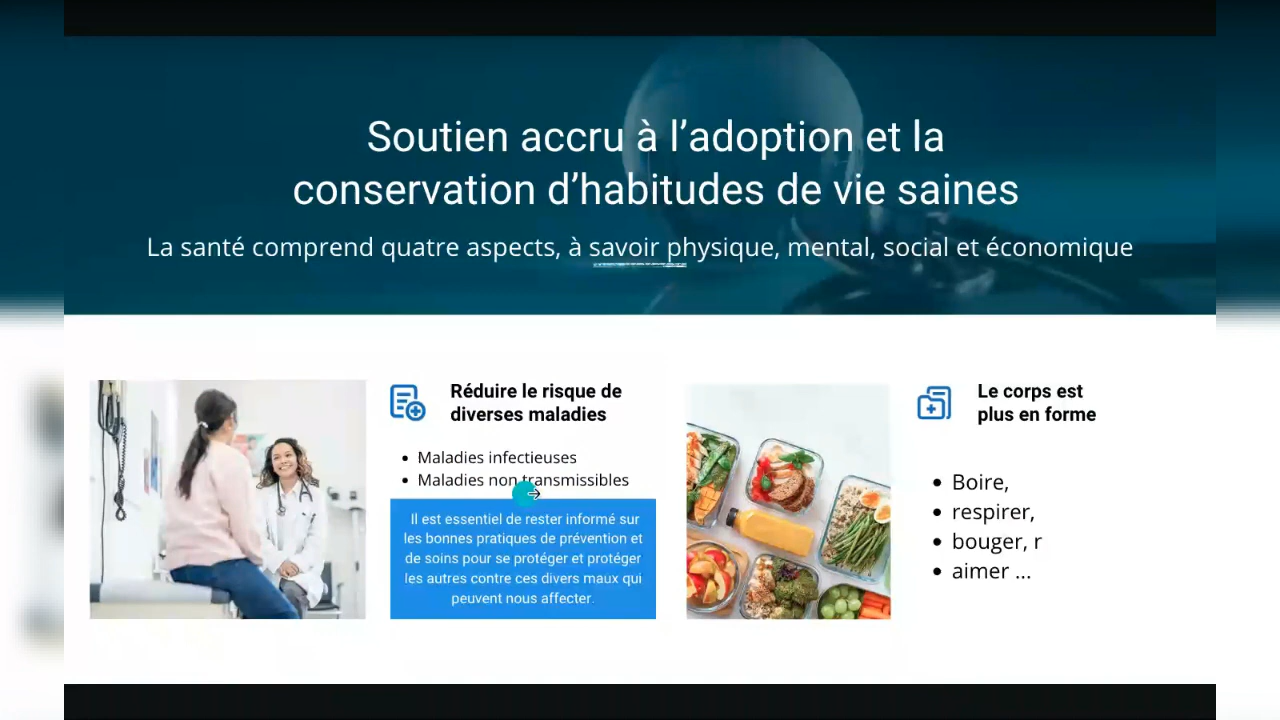 Soutien accru à l’adoption et la
conservation d’habitudes de vie saines
La santé comprend quatre aspects, à savoir physique, mental, social et économique
Réduire le risque de
diverses maladies
• Maladies infectieuses
• Maladies non transmissibles
Il est essentiel de rester informé sur
les bonnes pratiques de prévention et
de soins pour se protéger et protéger
les autres contre ces divers maux qui
peuvent nous affecter.
Le corps est
plus en forme
• Boire,
• respirer,
• bouger, r
• aimer ...